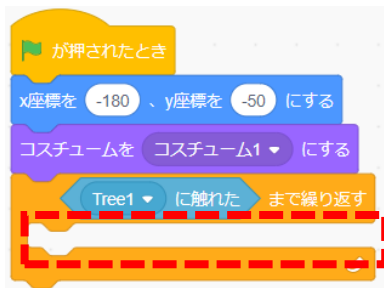 が押されたとき
x座標を -180 、y座標を -50 にする
コスチュームを コスチューム1 にする
Tree1 に触れた まで繰り返す